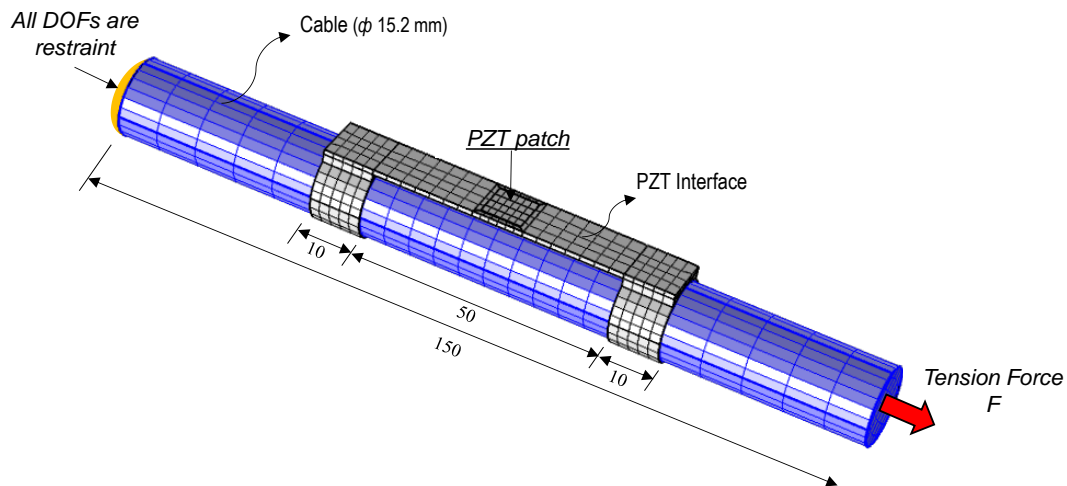 All DOFs are
restraint
Cable (ϕ 15.2 mm)
PZT patch
PZT Interface
10
50
150
10
Tension Force
F